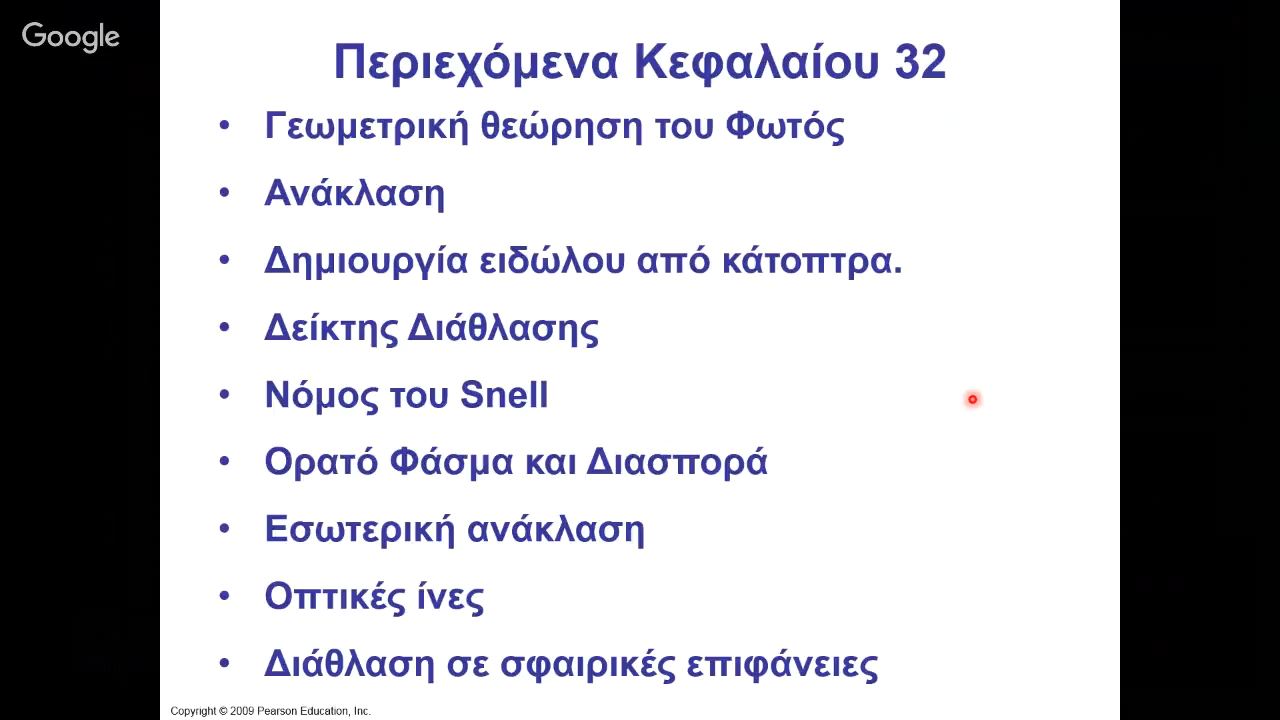 Google
Περιεχόμενα Κεφαλαίου 32
• Γεωμετρική θεώρηση του Φωτός
• Ανάκλαση
• Δημιουργία ειδώλου από κάτοπτρα.
• Δείκτης Διάθλασης
• Νόμος του Snell
• Ορατό Φάσμα και Διασπορά
• Εσωτερική ανάκλαση
• Οπτικές ίνες
• Διάθλαση σε σφαιρικές επιφάνειες
Copyright © 2009 Pearson Education, Inc.